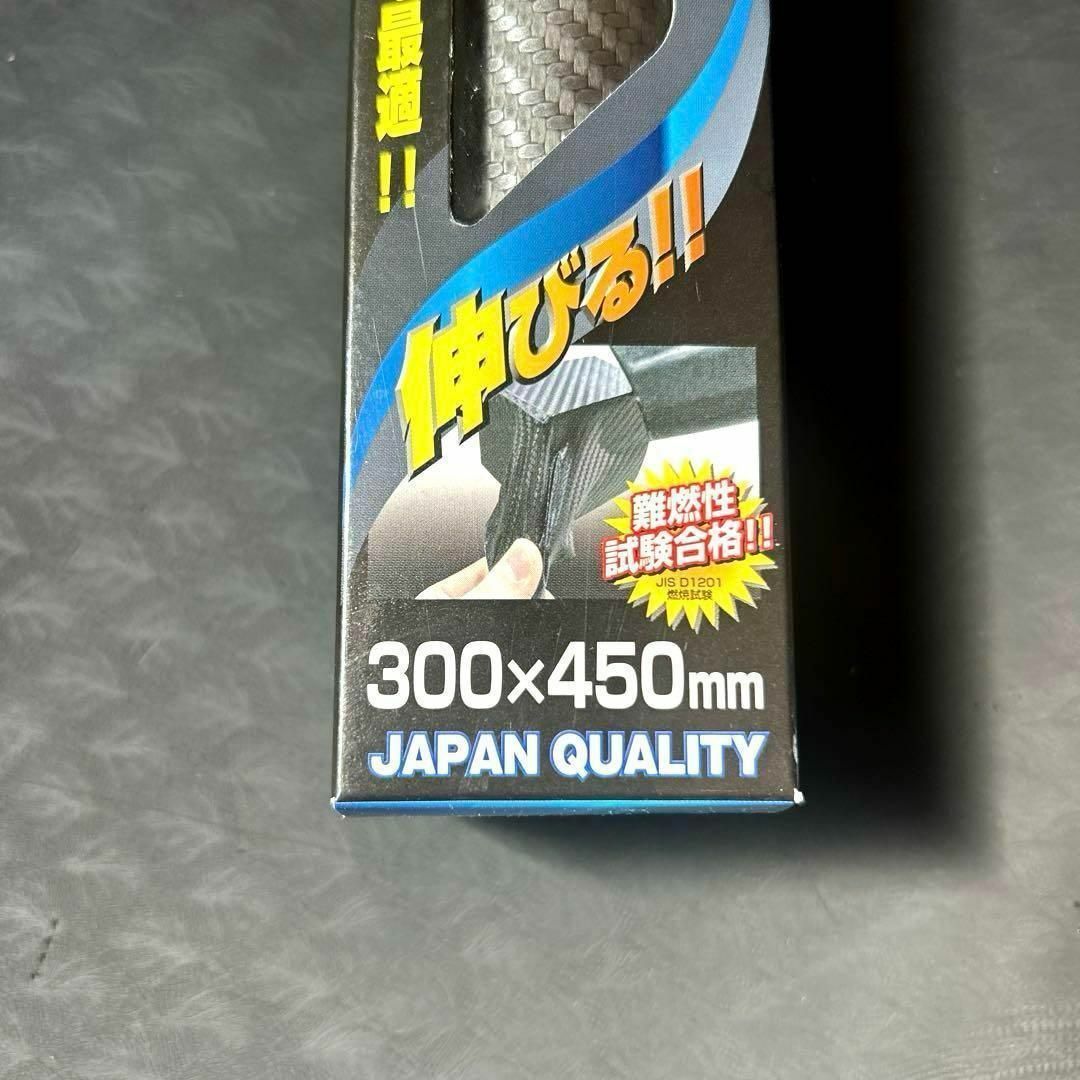 最適!!
伸びる!!
難燃性
試験合格!!
JIS D1201
燃焼試験
300×450mm
JAPAN QUALITY